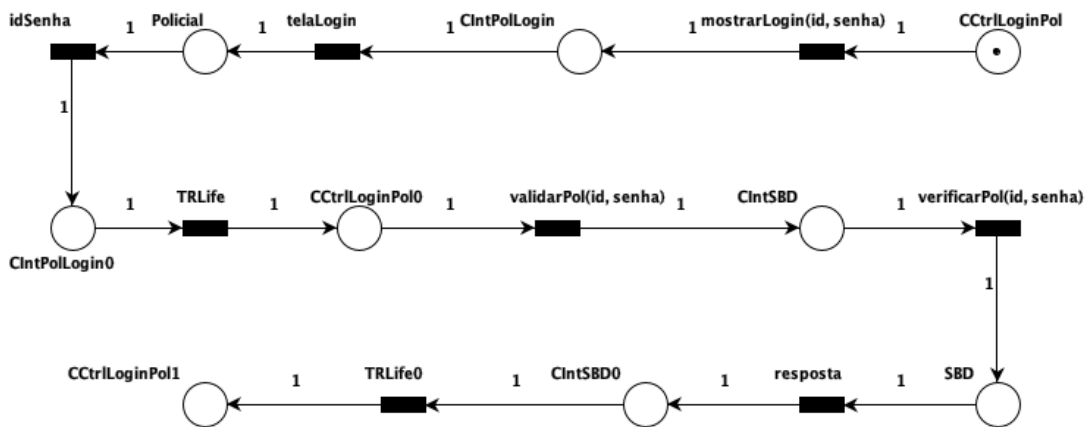 idSenha 1 Policial 1 telaLogin 1 CIntPolLogin 1 mostrarLogin(id, senha) 1 CCtrlLoginPol
1
1 TRLife 1 CCtrlLoginPol0 1 validarPol(id, senha) 1 CIntSBD 1 verificarPol(id, senha)
CIntPolLogin0
1
CCtrlLoginPol1 1 TRLife0 1 CIntSBD0 1 resposta 1 SBD